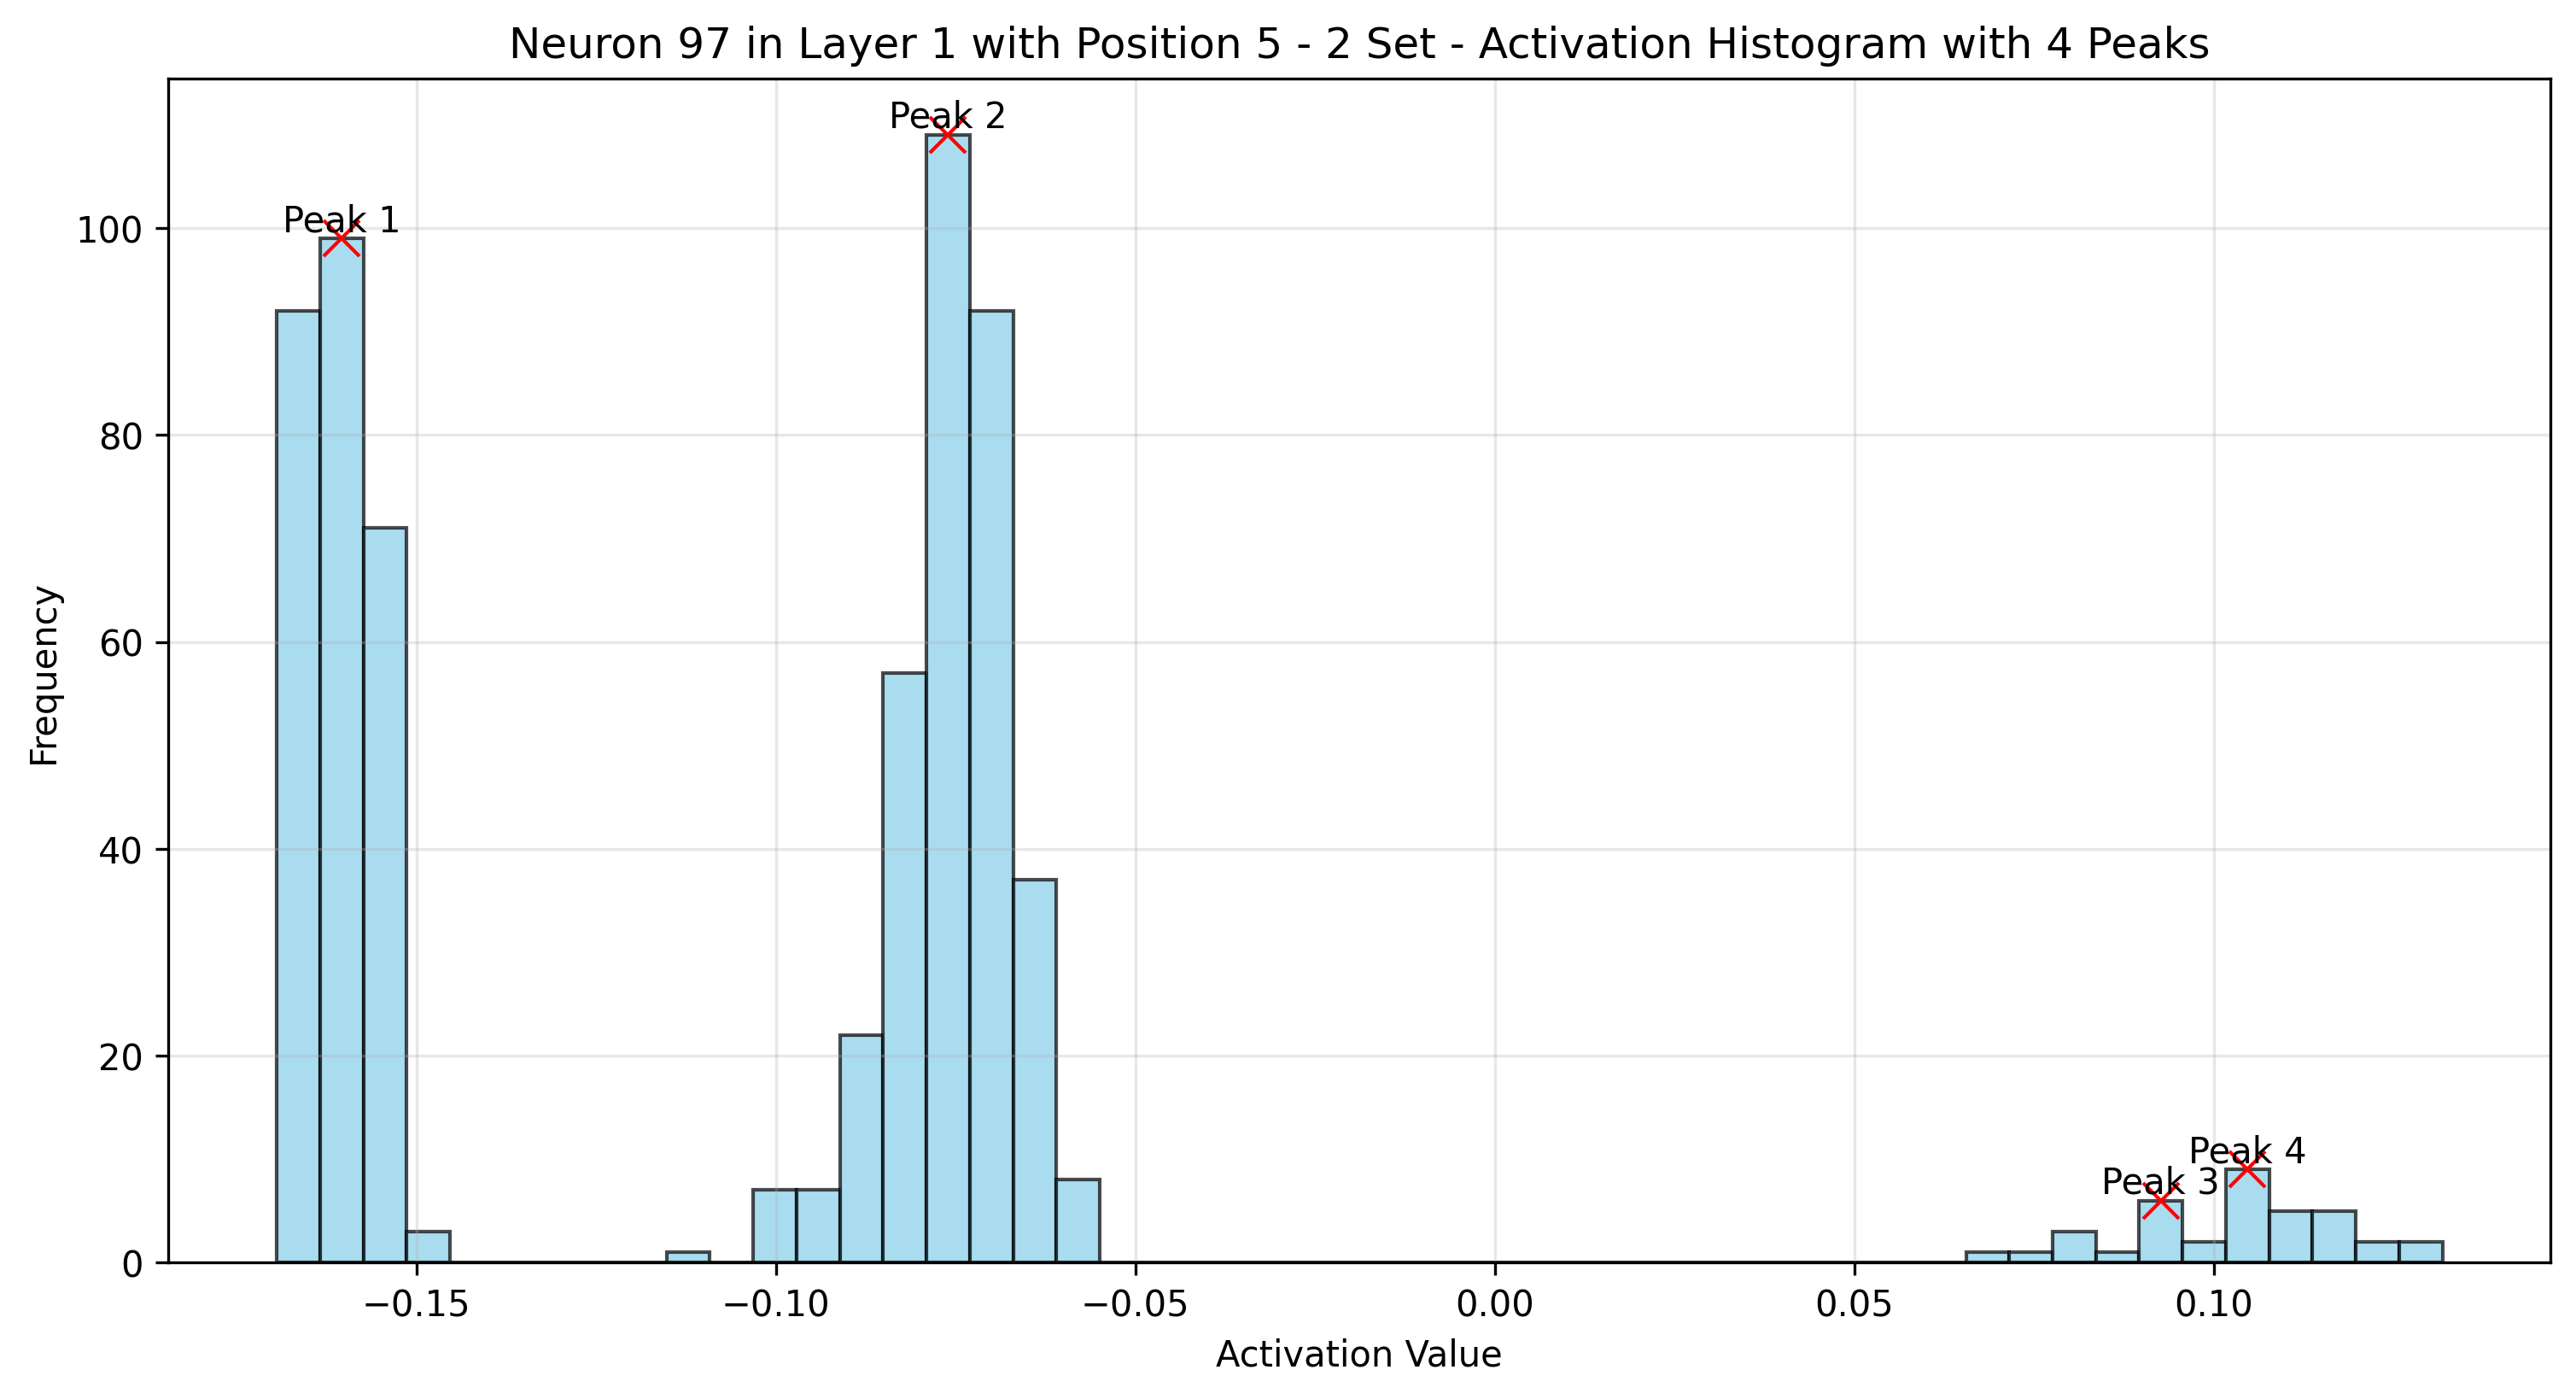 Neuron 97 in Layer 1 with Position 5 - 2 Set - Activation Histogram with 4 Peaks
Peak 2
Peak 1
100
80
60
40
20
0
Frequency
Peak 4
Peak 3
−0.15
−0.10
−0.05
0.00
0.05
0.10
Activation Value